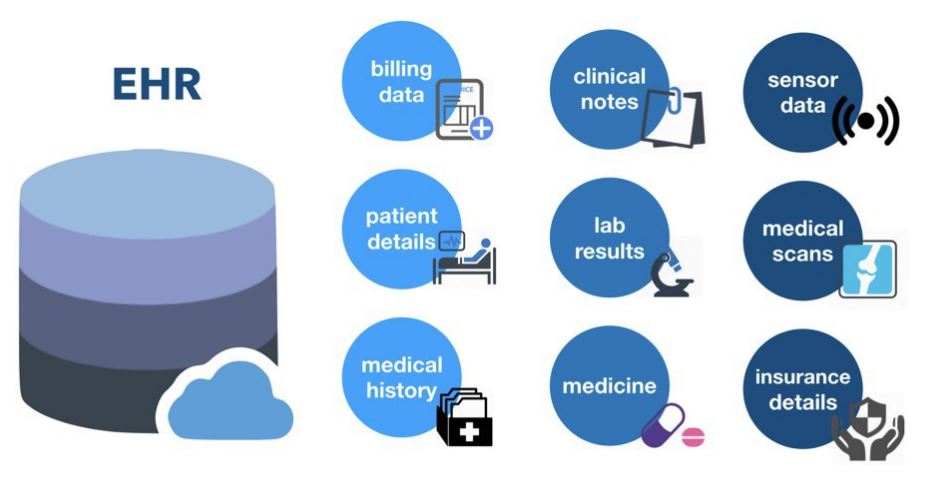 EHR
billing
data
clinical
notes
sensor
data
patient
details
lab
results
medical
scans
medical
history
medicine
insurance
details